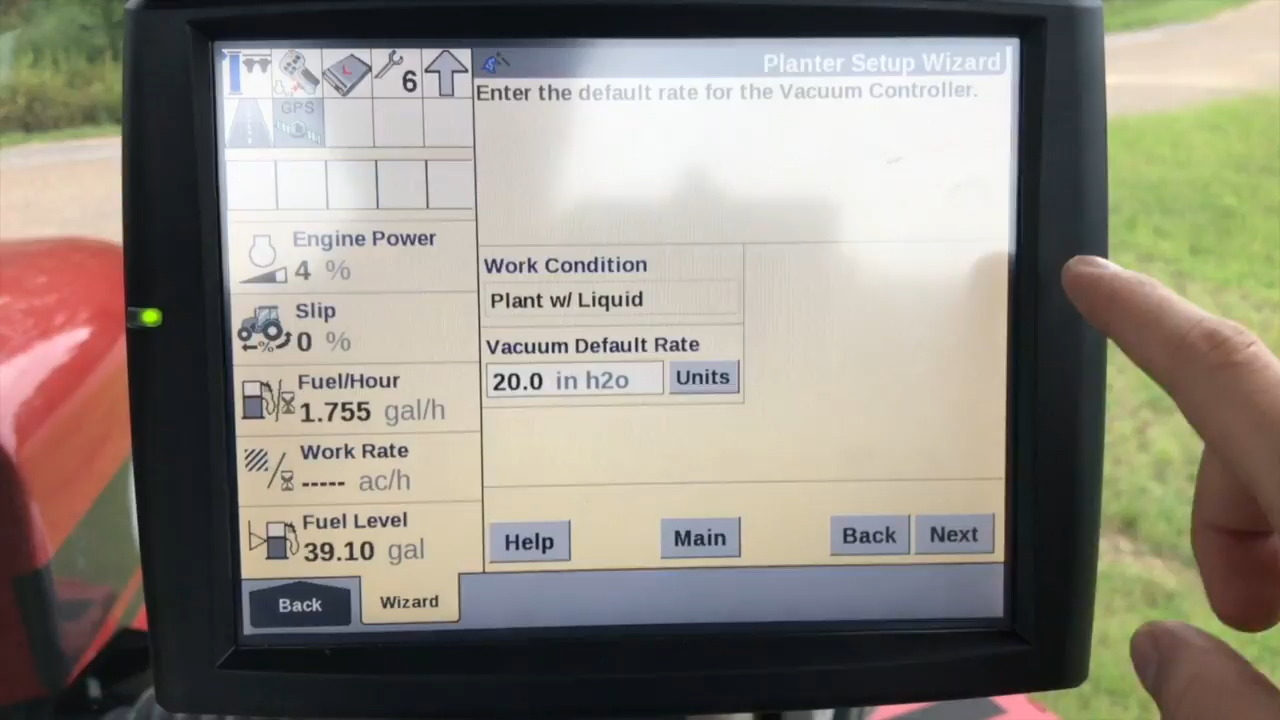 6
GPS
Planter Setup Wizard
Enter the default rate for the Vacuum Controller.
Engine Power
4 %
Slip
0 %
Fuel/Hour
1.755 gal/h
Work Rate
----- ac/h
Fuel Level
39.10 gal
Work Condition
Plant w/ Liquid
Vacuum Default Rate
20.0 in h2o Units
Help Main Back Next
Back Wizard